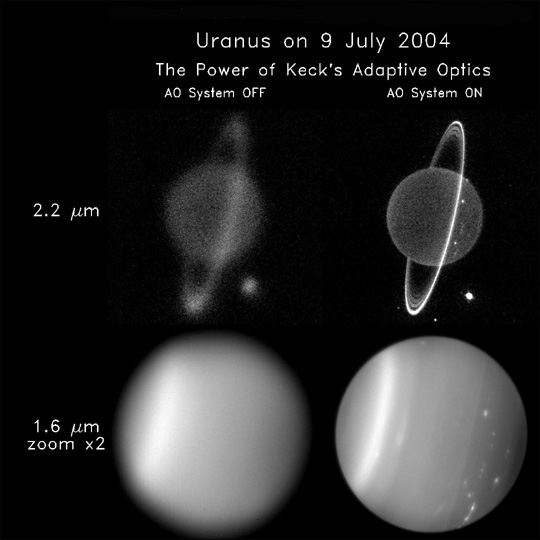 Uranus on 9 July 2004
The Power of Keck's Adaptive Optics
AO System OFF
AO System ON
2.2 μm
1.6 μm
zoom x2